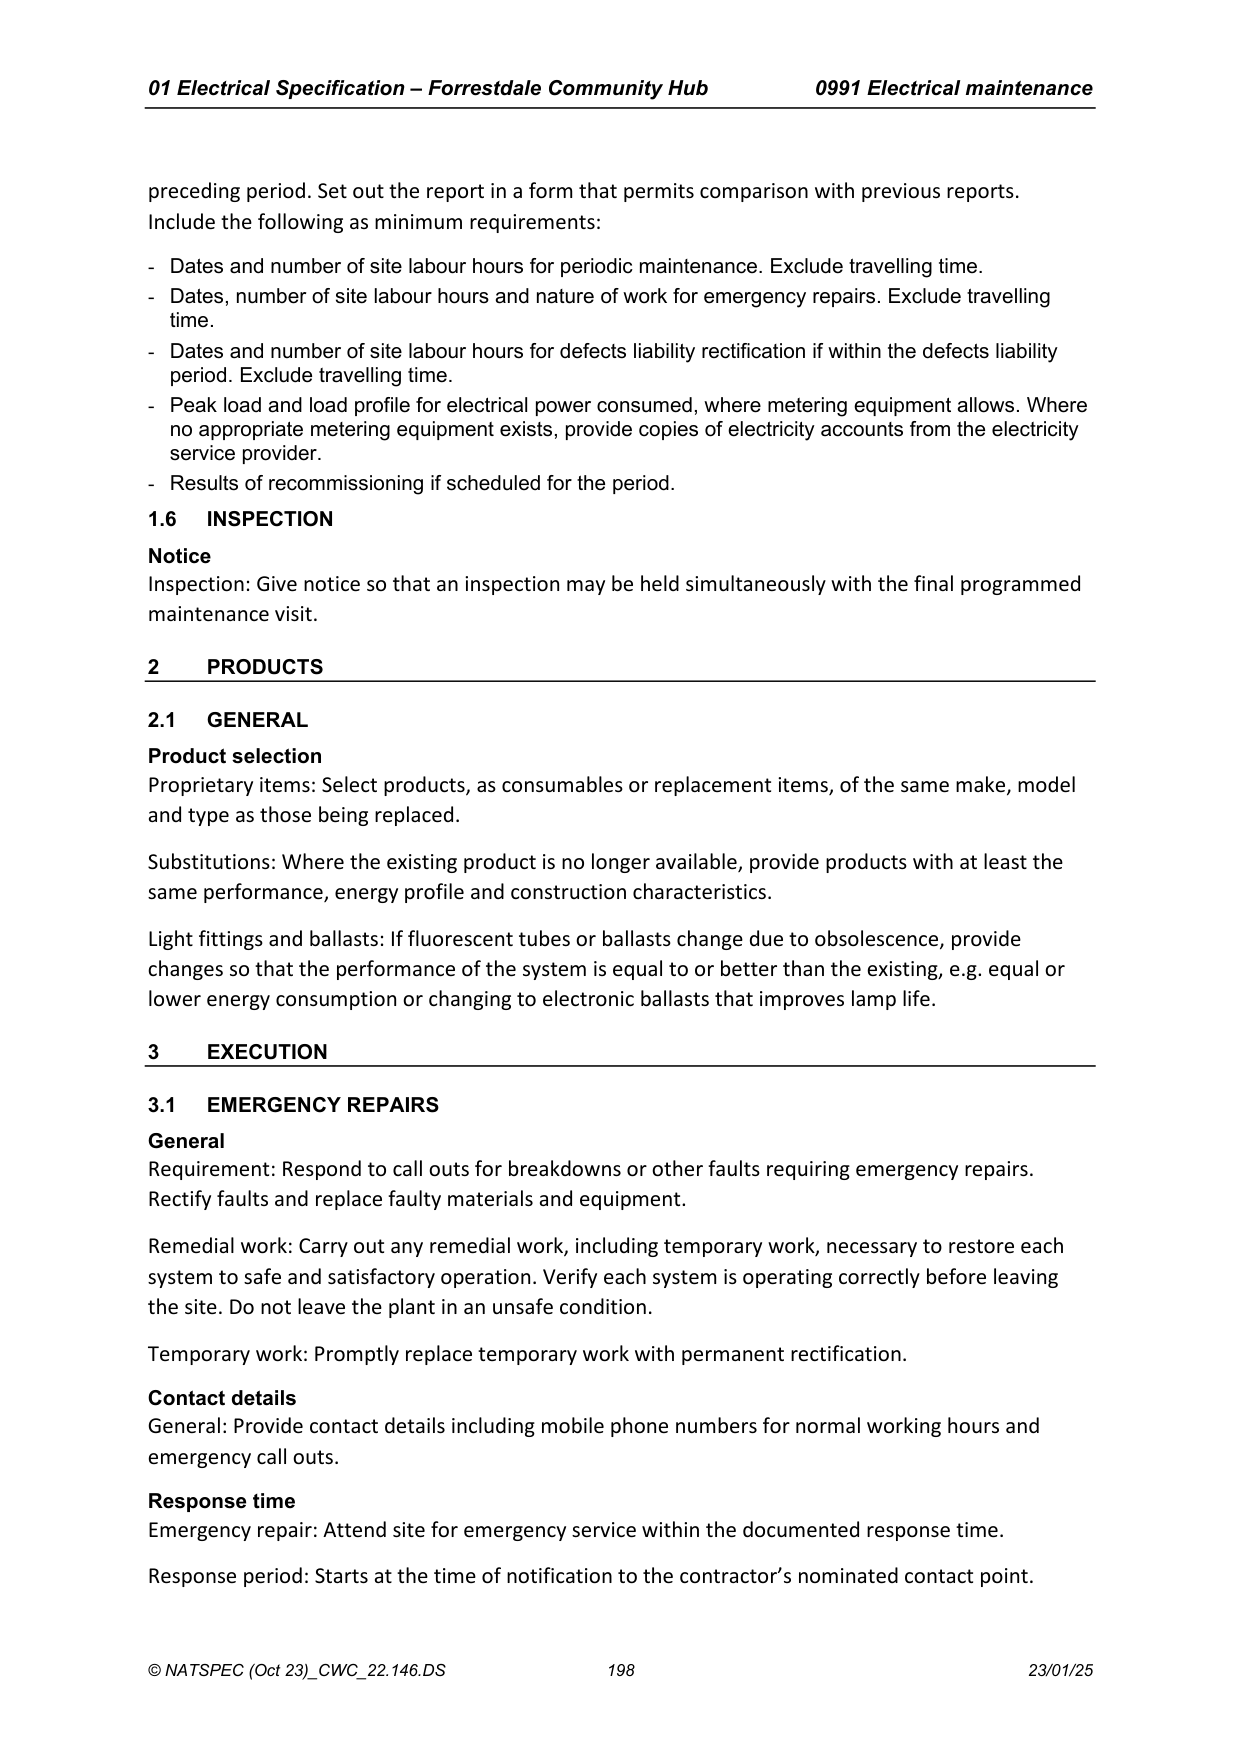 01 Electrical Specification – Forrestdale Community Hub 0991 Electrical maintenance
preceding period. Set out the report in a form that permits comparison with previous reports.
Include the following as minimum requirements:
- Dates and number of site labour hours for periodic maintenance. Exclude travelling time.
- Dates, number of site labour hours and nature of work for emergency repairs. Exclude travelling
time.
- Dates and number of site labour hours for defects liability rectification if within the defects liability
period. Exclude travelling time.
- Peak load and load profile for electrical power consumed, where metering equipment allows. Where
no appropriate metering equipment exists, provide copies of electricity accounts from the electricity
service provider.
- Results of recommissioning if scheduled for the period.
1.6 INSPECTION
Notice
Inspection: Give notice so that an inspection may be held simultaneously with the final programmed
maintenance visit.
2 PRODUCTS
2.1 GENERAL
Product selection
Proprietary items: Select products, as consumables or replacement items, of the same make, model
and type as those being replaced.
Substitutions: Where the existing product is no longer available, provide products with at least the
same performance, energy profile and construction characteristics.
Light fittings and ballasts: If fluorescent tubes or ballasts change due to obsolescence, provide
changes so that the performance of the system is equal to or better than the existing, e.g. equal or
lower energy consumption or changing to electronic ballasts that improves lamp life.
3 EXECUTION
3.1 EMERGENCY REPAIRS
General
Requirement: Respond to call outs for breakdowns or other faults requiring emergency repairs.
Rectify faults and replace faulty materials and equipment.
Remedial work: Carry out any remedial work, including temporary work, necessary to restore each
system to safe and satisfactory operation. Verify each system is operating correctly before leaving
the site. Do not leave the plant in an unsafe condition.
Temporary work: Promptly replace temporary work with permanent rectification.
Contact details
General: Provide contact details including mobile phone numbers for normal working hours and
emergency call outs.
Response time
Emergency repair: Attend site for emergency service within the documented response time.
Response period: Starts at the time of notification to the contractor’s nominated contact point.
© NATSPEC (Oct 23)_CWC_22.146.DS 198 23/01/25